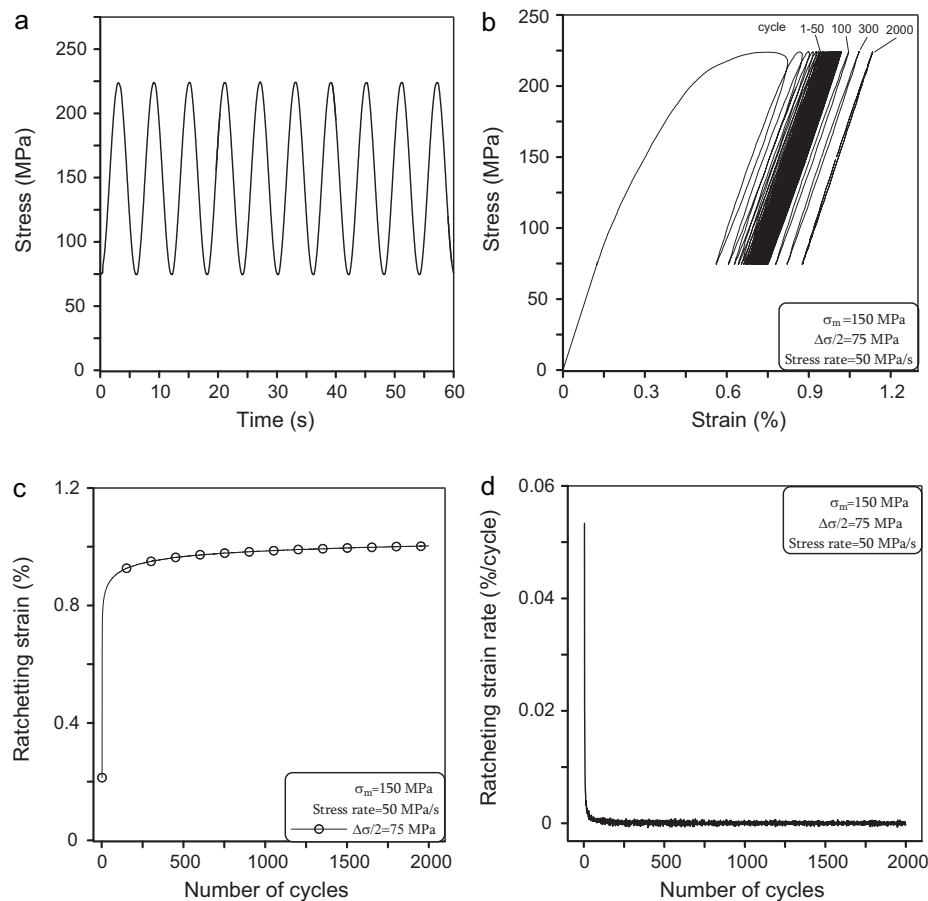 a
300
250
200
150
100
50
0
Stress (MPa)
0 10 20 30 40 50 60
Time (s)
b
cycle 1-50 100 300 2000
250
200
150
100
50
0
Stress (MPa)
σm=150 MPa
Δσ/2=75 MPa
Stress rate=50 MPa/s
0 0.3 0.6 0.9 1.2
Strain (%)
c
1.2
0.8
0.4
0
Ratchetting strain (%)
σm=150 MPa
Stress rate=50 MPa/s
Δσ/2=75 MPa
0 500 1000 1500 2000
Number of cycles
d
0.06
0.04
0.02
0
Ratcheting strain rate (%/cycle)
σm=150 MPa
Δσ/2=75 MPa
Stress rate=50 MPa/s
0 500 1000 1500 2000
Number of cycles